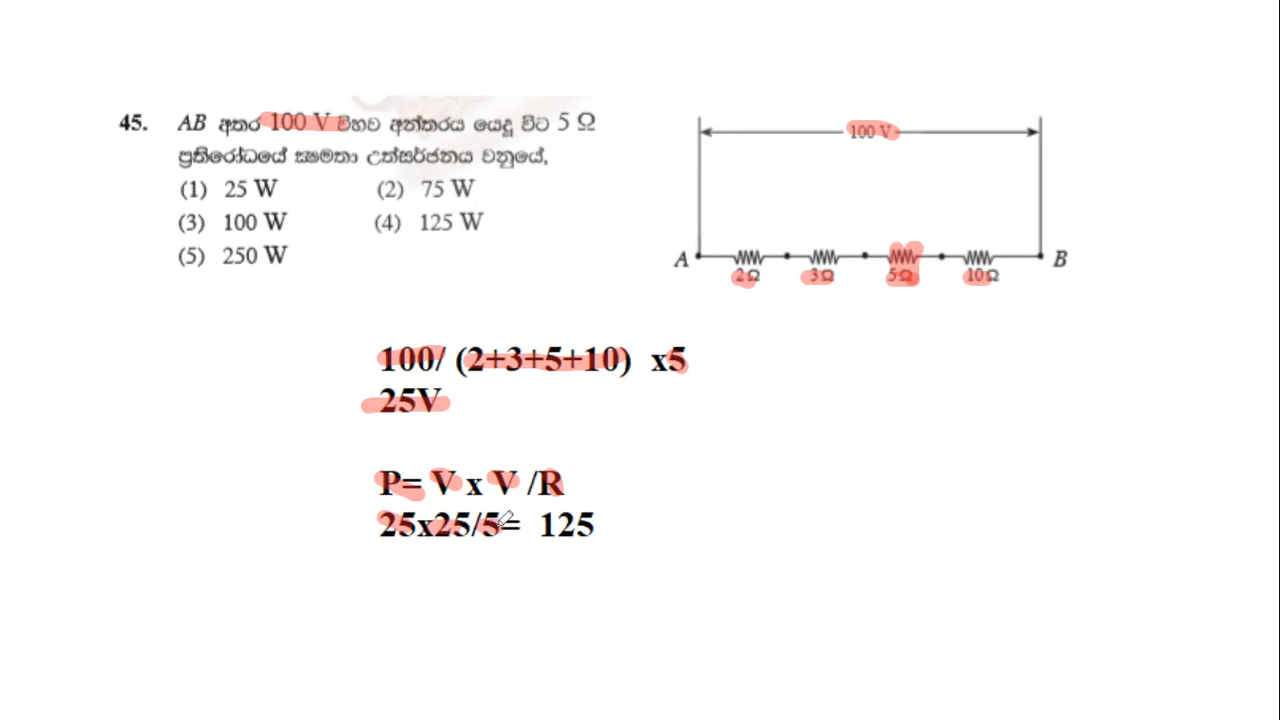 45. AB අතර 100 V විභව අන්තරය යෙදූ විට 5 Ω
ප්‍රතිරෝධයේ ක්‍ෂමතා උත්සර්ජනය වනුයේ,
(1) 25 W (2) 75 W
(3) 100 W (4) 125 W
(5) 250 W
100 V
A B
2Ω 3Ω 5Ω 10Ω
100/ (2+3+5+10) x5
25V
P= V x V /R
25x25/5= 125